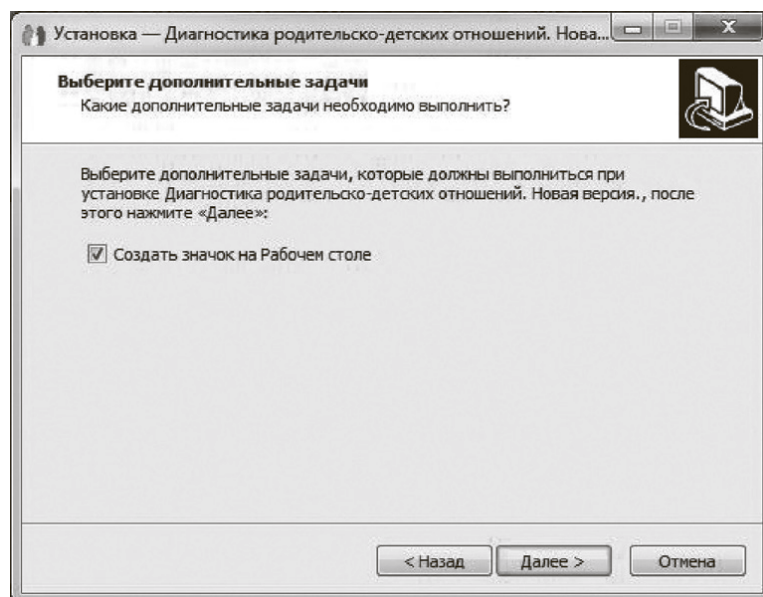 Установка — Диагностика родительско-детских отношений. Нова...
Выберите дополнительные задачи
Какие дополнительные задачи необходимо выполнить?
Выберите дополнительные задачи, которые должны выполниться при
установке Диагностика родительско-детских отношений. Новая версия., после
этого нажмите «Далее»:
Создать значок на Рабочем столе
< Назад Далее > Отмена